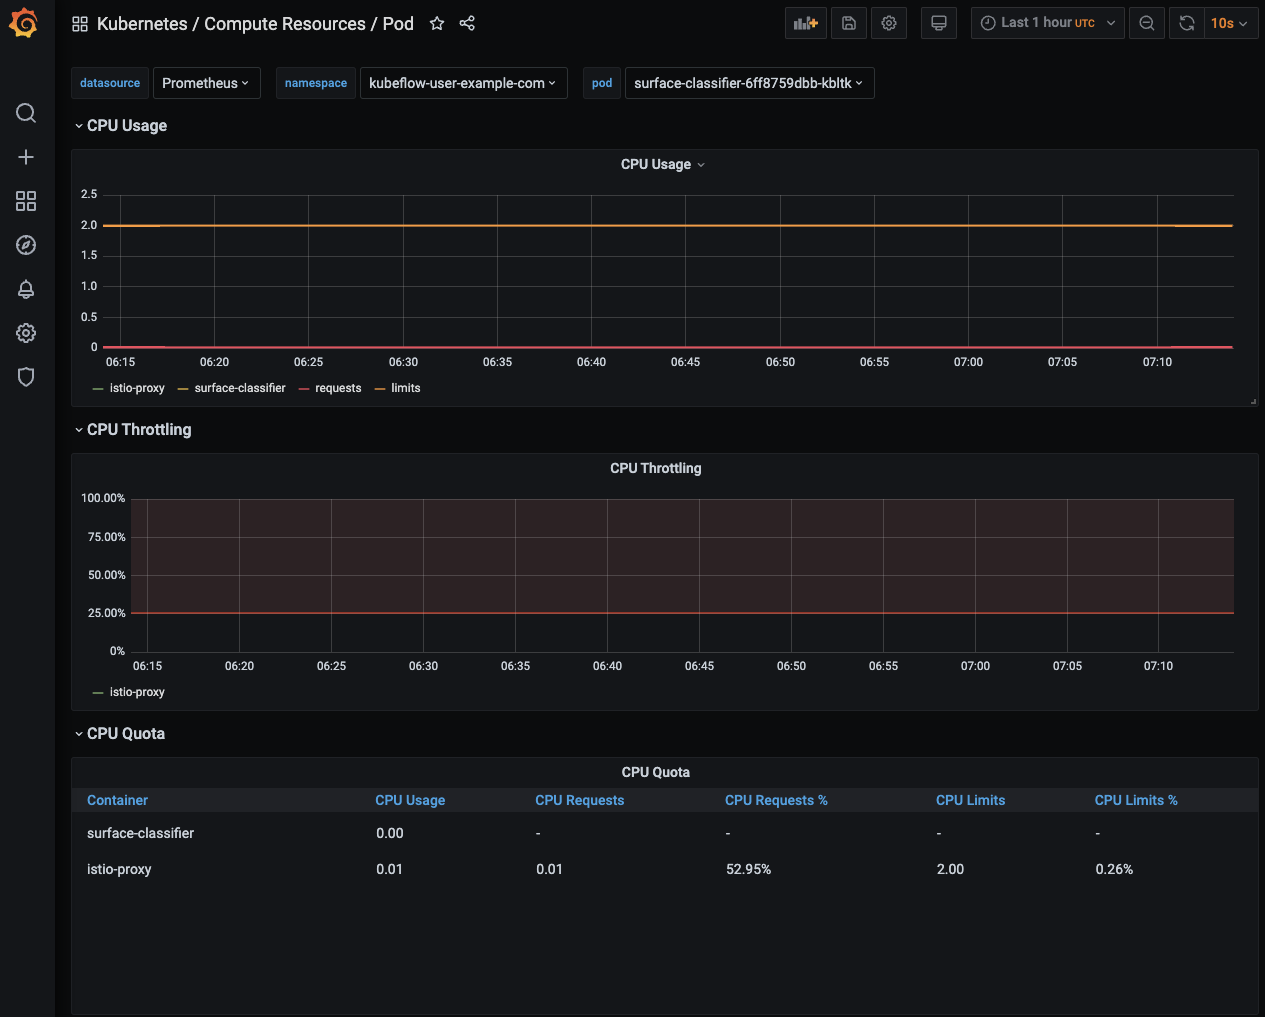 Kubernetes / Compute Resources / Pod
Last 1 hour UTC
10s
datasource Prometheus namespace kubeflow-user-example-com pod surface-classifier-6ff8759dbb-kbltk
CPU Usage
CPU Usage
2.5
2.0
1.5
1.0
0.5
0
06:15 06:20 06:25 06:30 06:35 06:40 06:45 06:50 06:55 07:00 07:05 07:10
istio-proxy surface-classifier requests limits
CPU Throttling
CPU Throttling
100.00%
75.00%
50.00%
25.00%
0%
06:15 06:20 06:25 06:30 06:35 06:40 06:45 06:50 06:55 07:00 07:05 07:10
istio-proxy
CPU Quota
CPU Quota
Container CPU Usage CPU Requests CPU Requests % CPU Limits CPU Limits %
surface-classifier 0.00 - - - -
istio-proxy 0.01 0.01 52.95% 2.00 0.26%